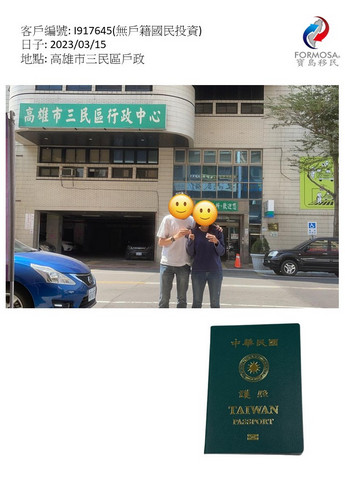 客戶編號: I917645(無戶籍國民投資)
日子: 2023/03/15
地點: 高雄市三民區戶政
FORMOSA
寶島移民
高雄市三民區行政中心
中華民國
護照
TAIWAN
PASSPORT